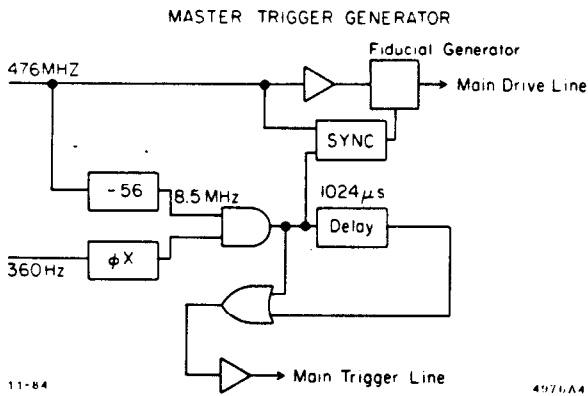 MASTER TRIGGER GENERATOR
Fiducial Generator
476MHZ
Main Drive Line
SYNC
-56
8.5 MHz
1024 μs
Delay
360Hz
φX
Main Trigger Line
11-84
4976A4